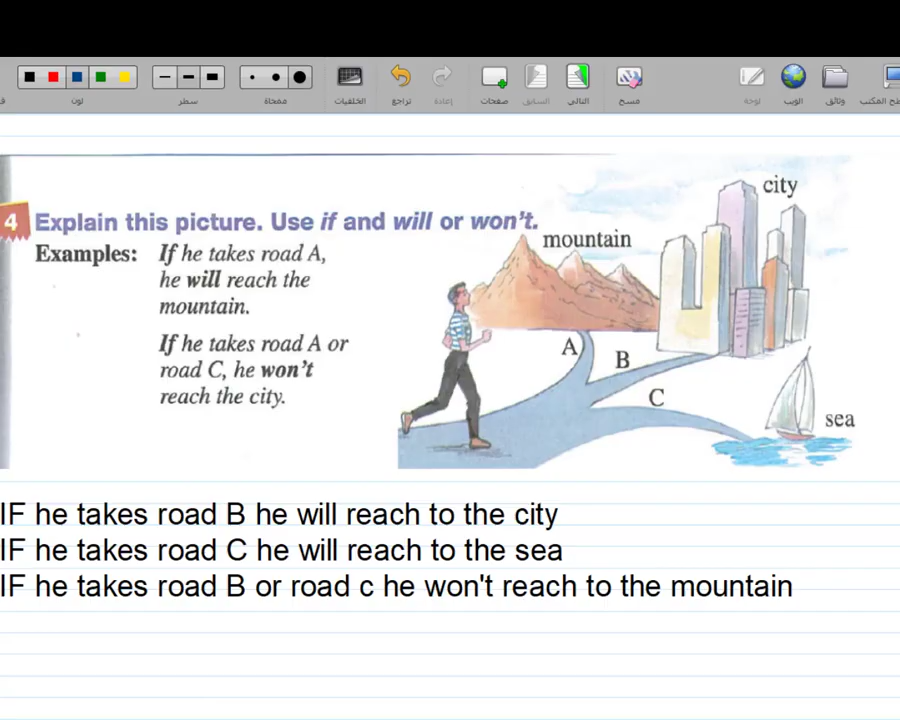 لون
سطر
ممحاة
الخلفيات
تراجع
إعادة
صفحات
السابق
التالي
مسح
لوحة
الويب
وثائق
سطح المكتب
4 Explain this picture. Use if and will or won't.
Examples: If he takes road A,
he will reach the
mountain.
If he takes road A or
road C, he won't
reach the city.
city
mountain
A
B
C
sea
IF he takes road B he will reach to the city
IF he takes road C he will reach to the sea
IF he takes road B or road c he won't reach to the mountain